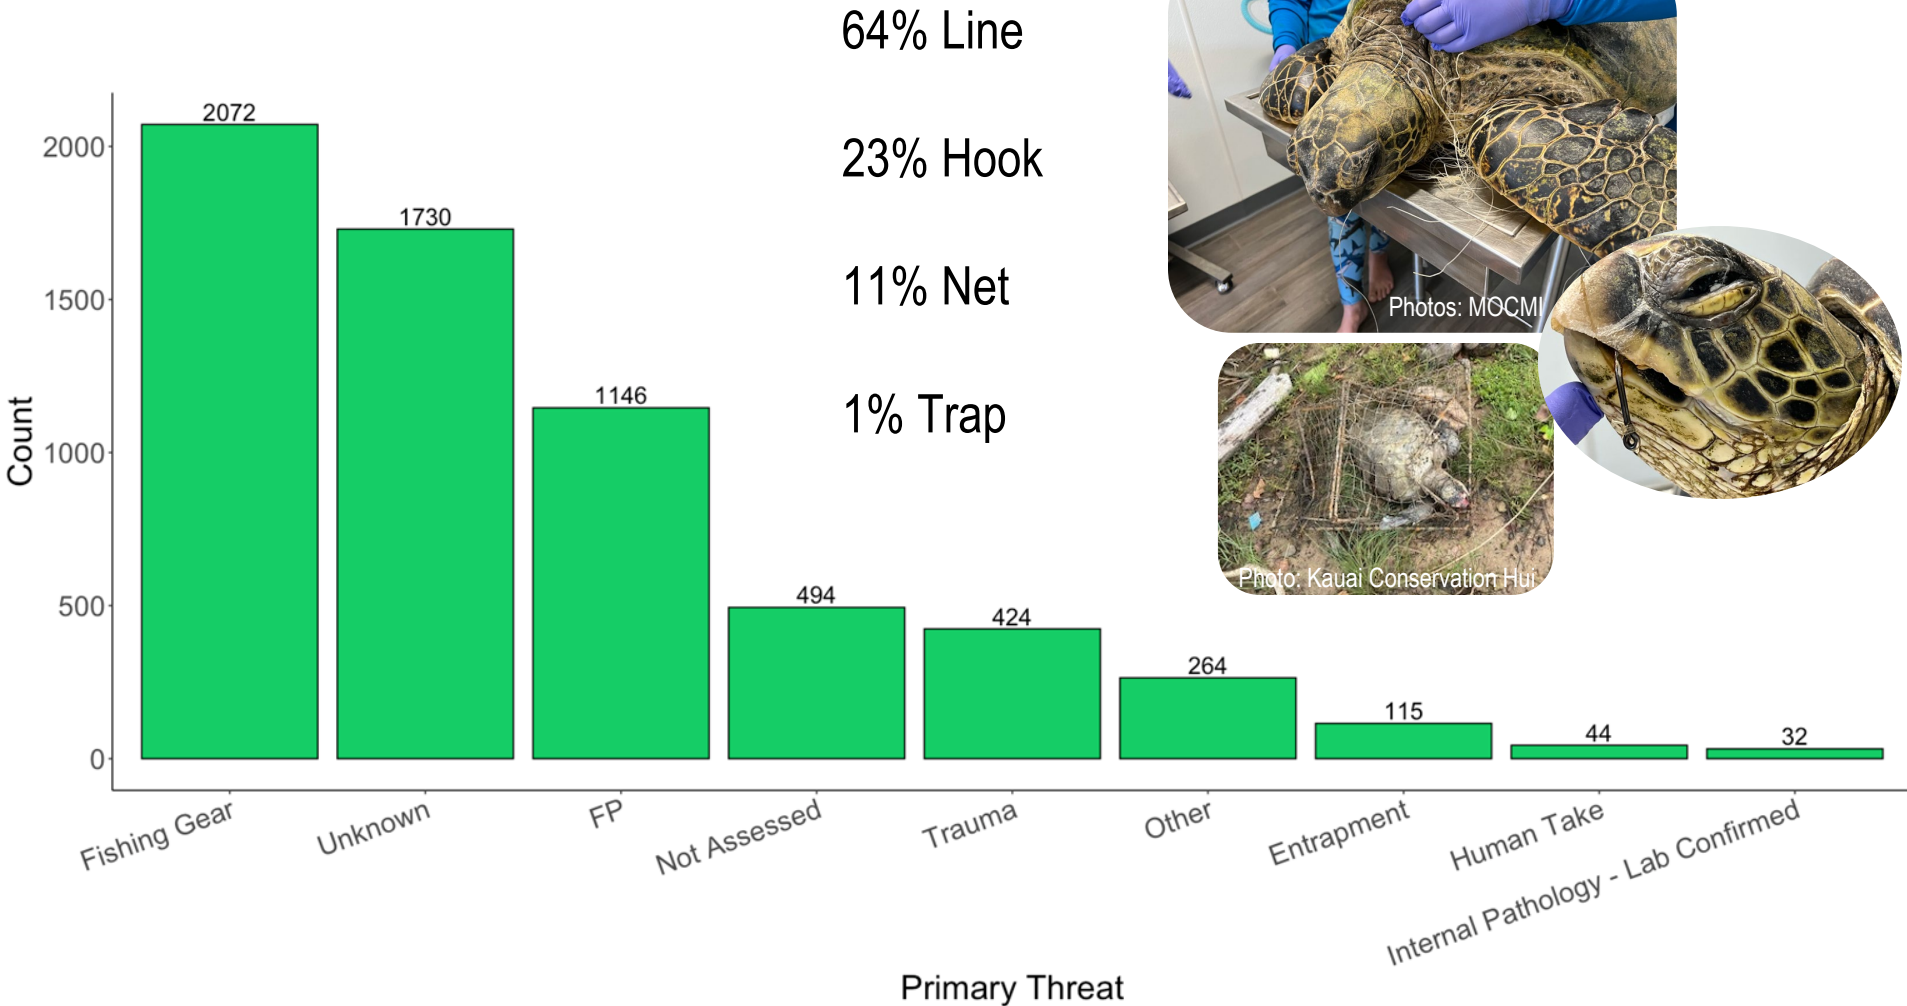 64% Line
23% Hook
11% Net
1% Trap
Photos: MOCMI
Photo: Kauai Conservation Hui
Count
2000
1500
1000
500
0
2072
1730
1146
494
424
264
115
44
32
Fishing Gear
Unknown
FP
Not Assessed
Trauma
Other
Entrapment
Human Take
Internal Pathology - Lab Confirmed
Primary Threat